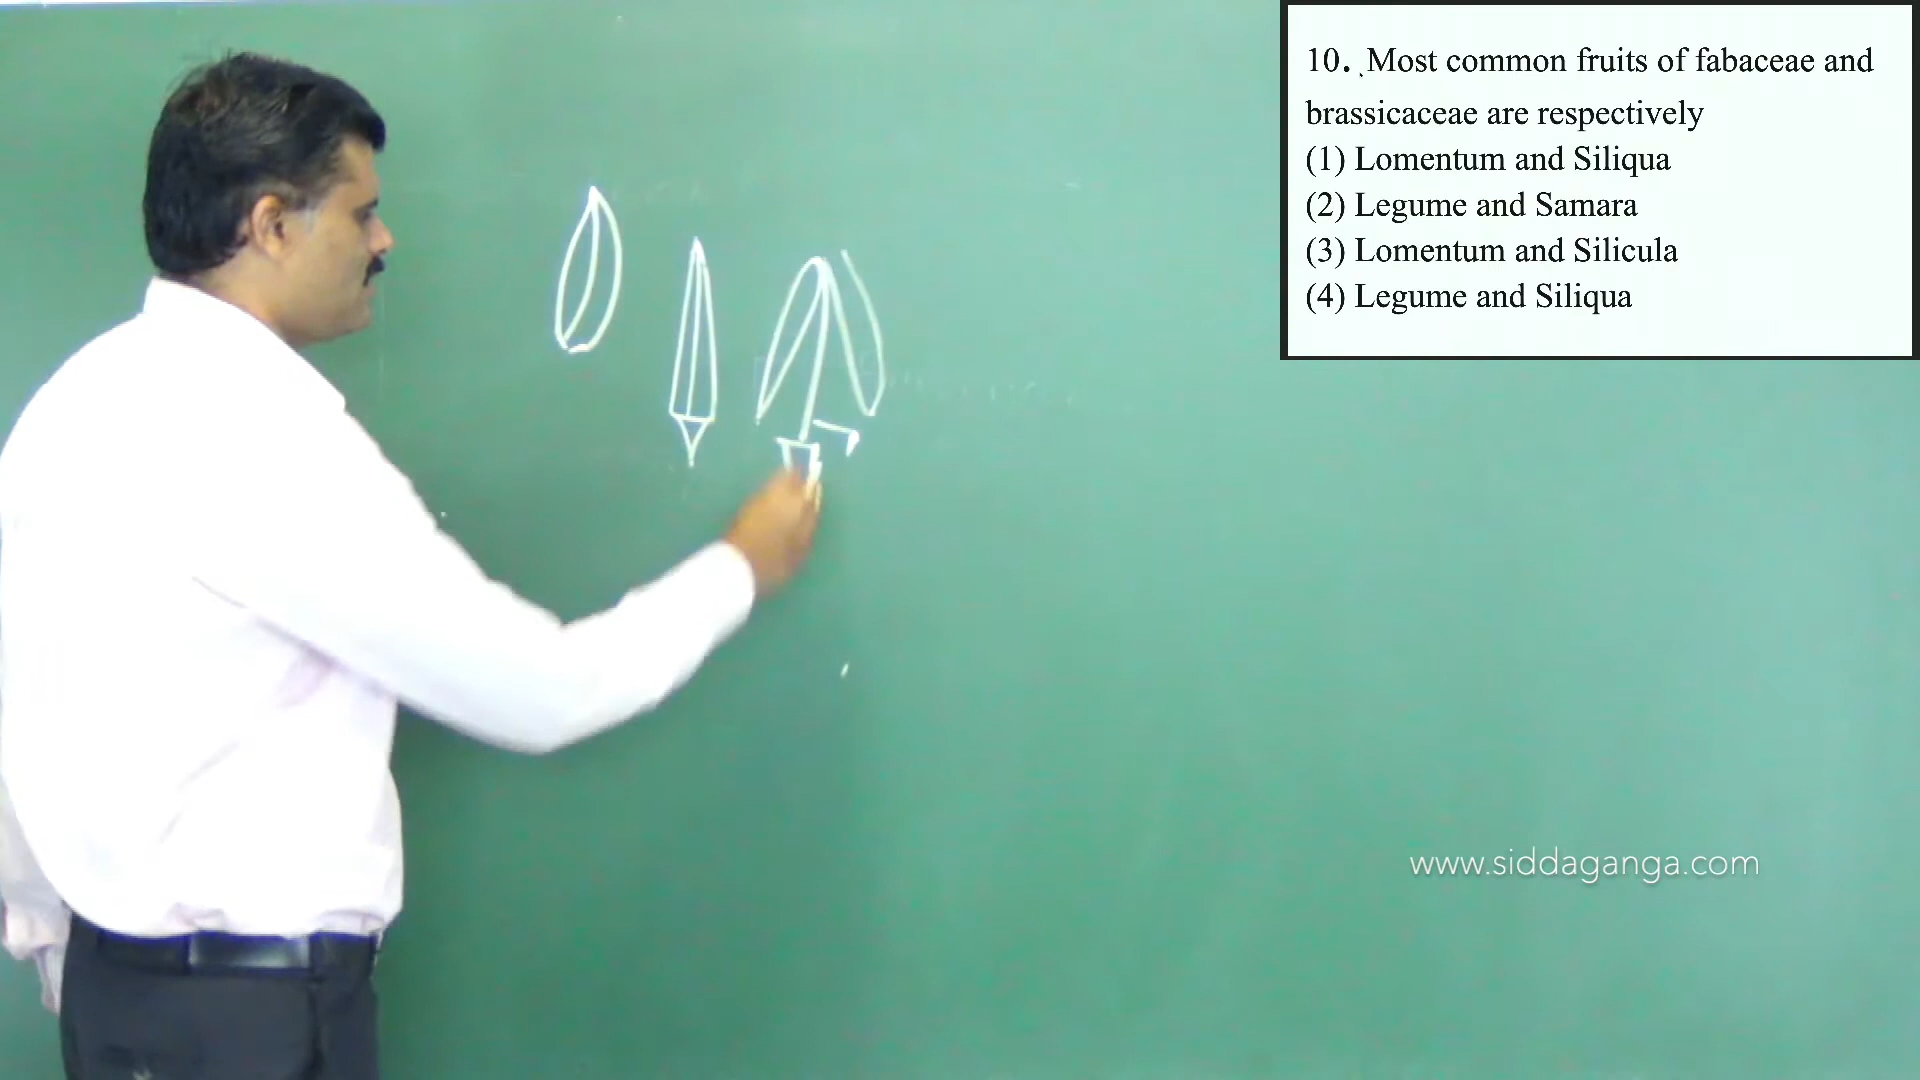 10. Most common fruits of fabaceae and
brassicaceae are respectively
(1) Lomentum and Siliqua
(2) Legume and Samara
(3) Lomentum and Silicula
(4) Legume and Siliqua
www.siddaganga.com